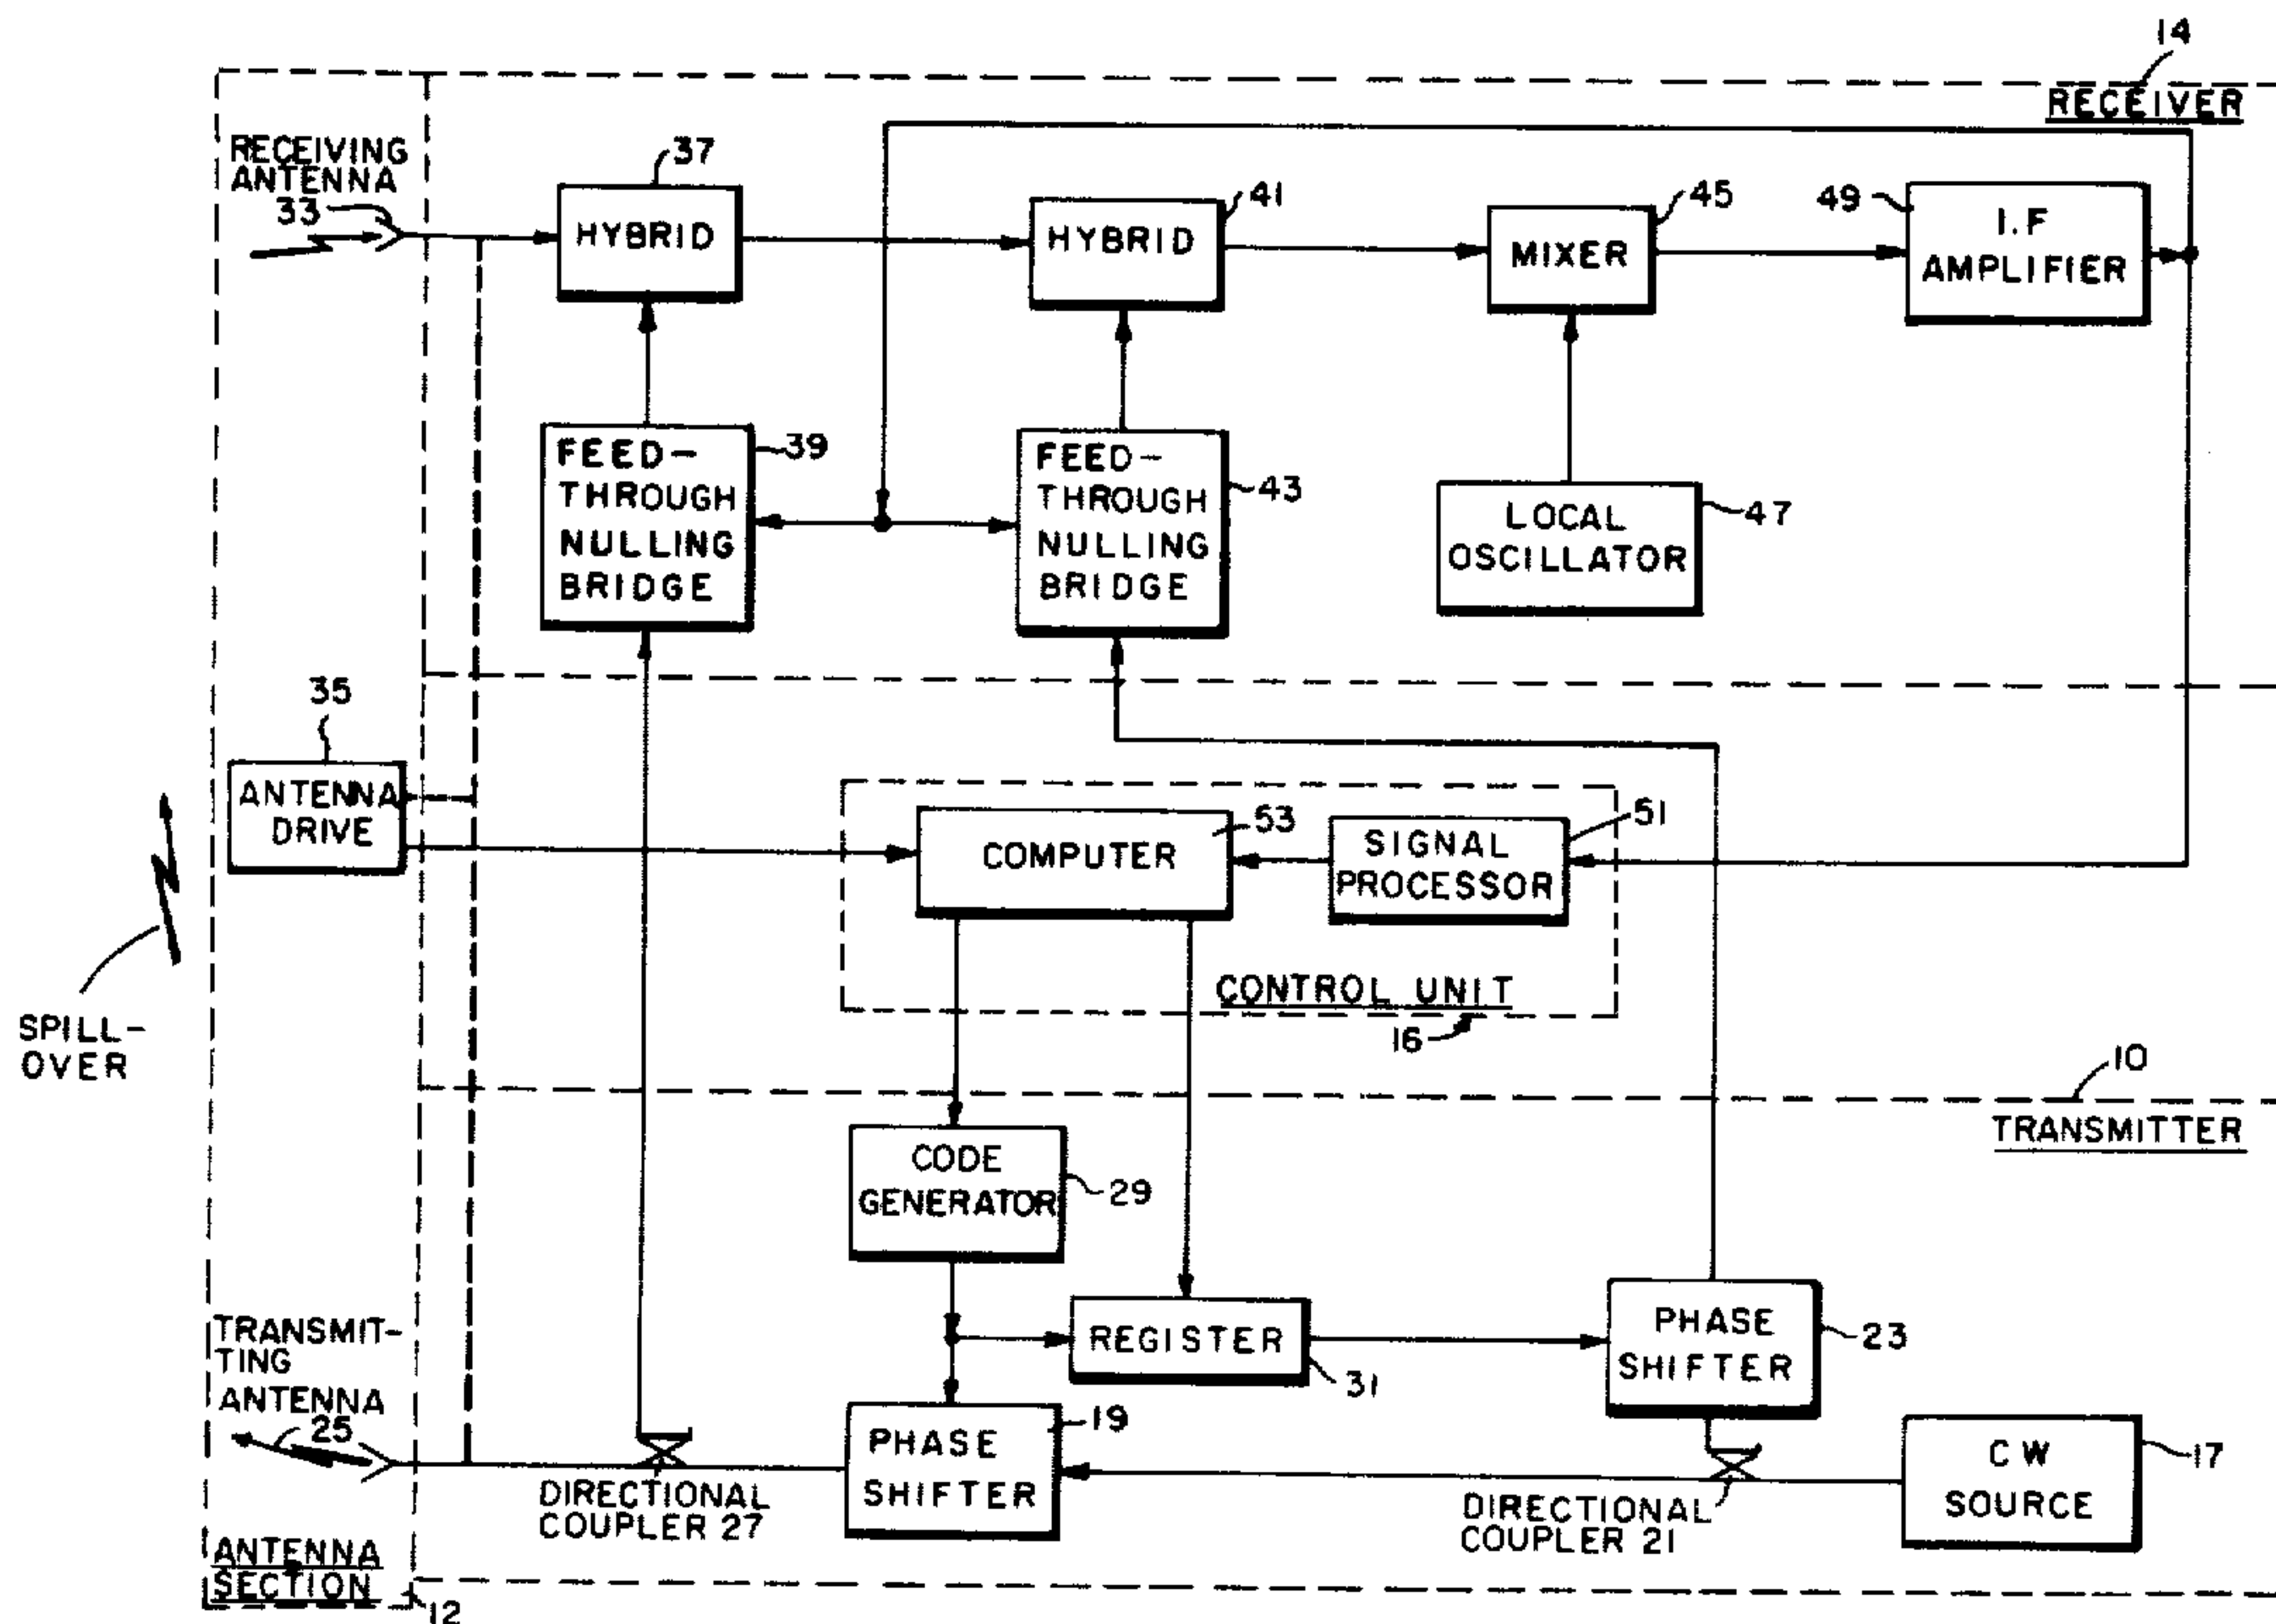 14
RECEIVER
RECEIVING
ANTENNA
33
37
HYBRID
41
HYBRID
45
MIXER
49
I.F
AMPLIFIER
39
FEED-
THROUGH
NULLING
BRIDGE
43
FEED-
THROUGH
NULLING
BRIDGE
47
LOCAL
OSCILLATOR
35
ANTENNA
DRIVE
53
COMPUTER
51
SIGNAL
PROCESSOR
CONTROL UNIT
16
SPILL-
OVER
10
TRANSMITTER
CODE
GENERATOR
29
REGISTER
31
PHASE
SHIFTER
23
TRANSMIT-
TING
ANTENNA
25
19
PHASE
SHIFTER
DIRECTIONAL
COUPLER 27
DIRECTIONAL
COUPLER 21
CW
SOURCE
17
ANTENNA
SECTION
12